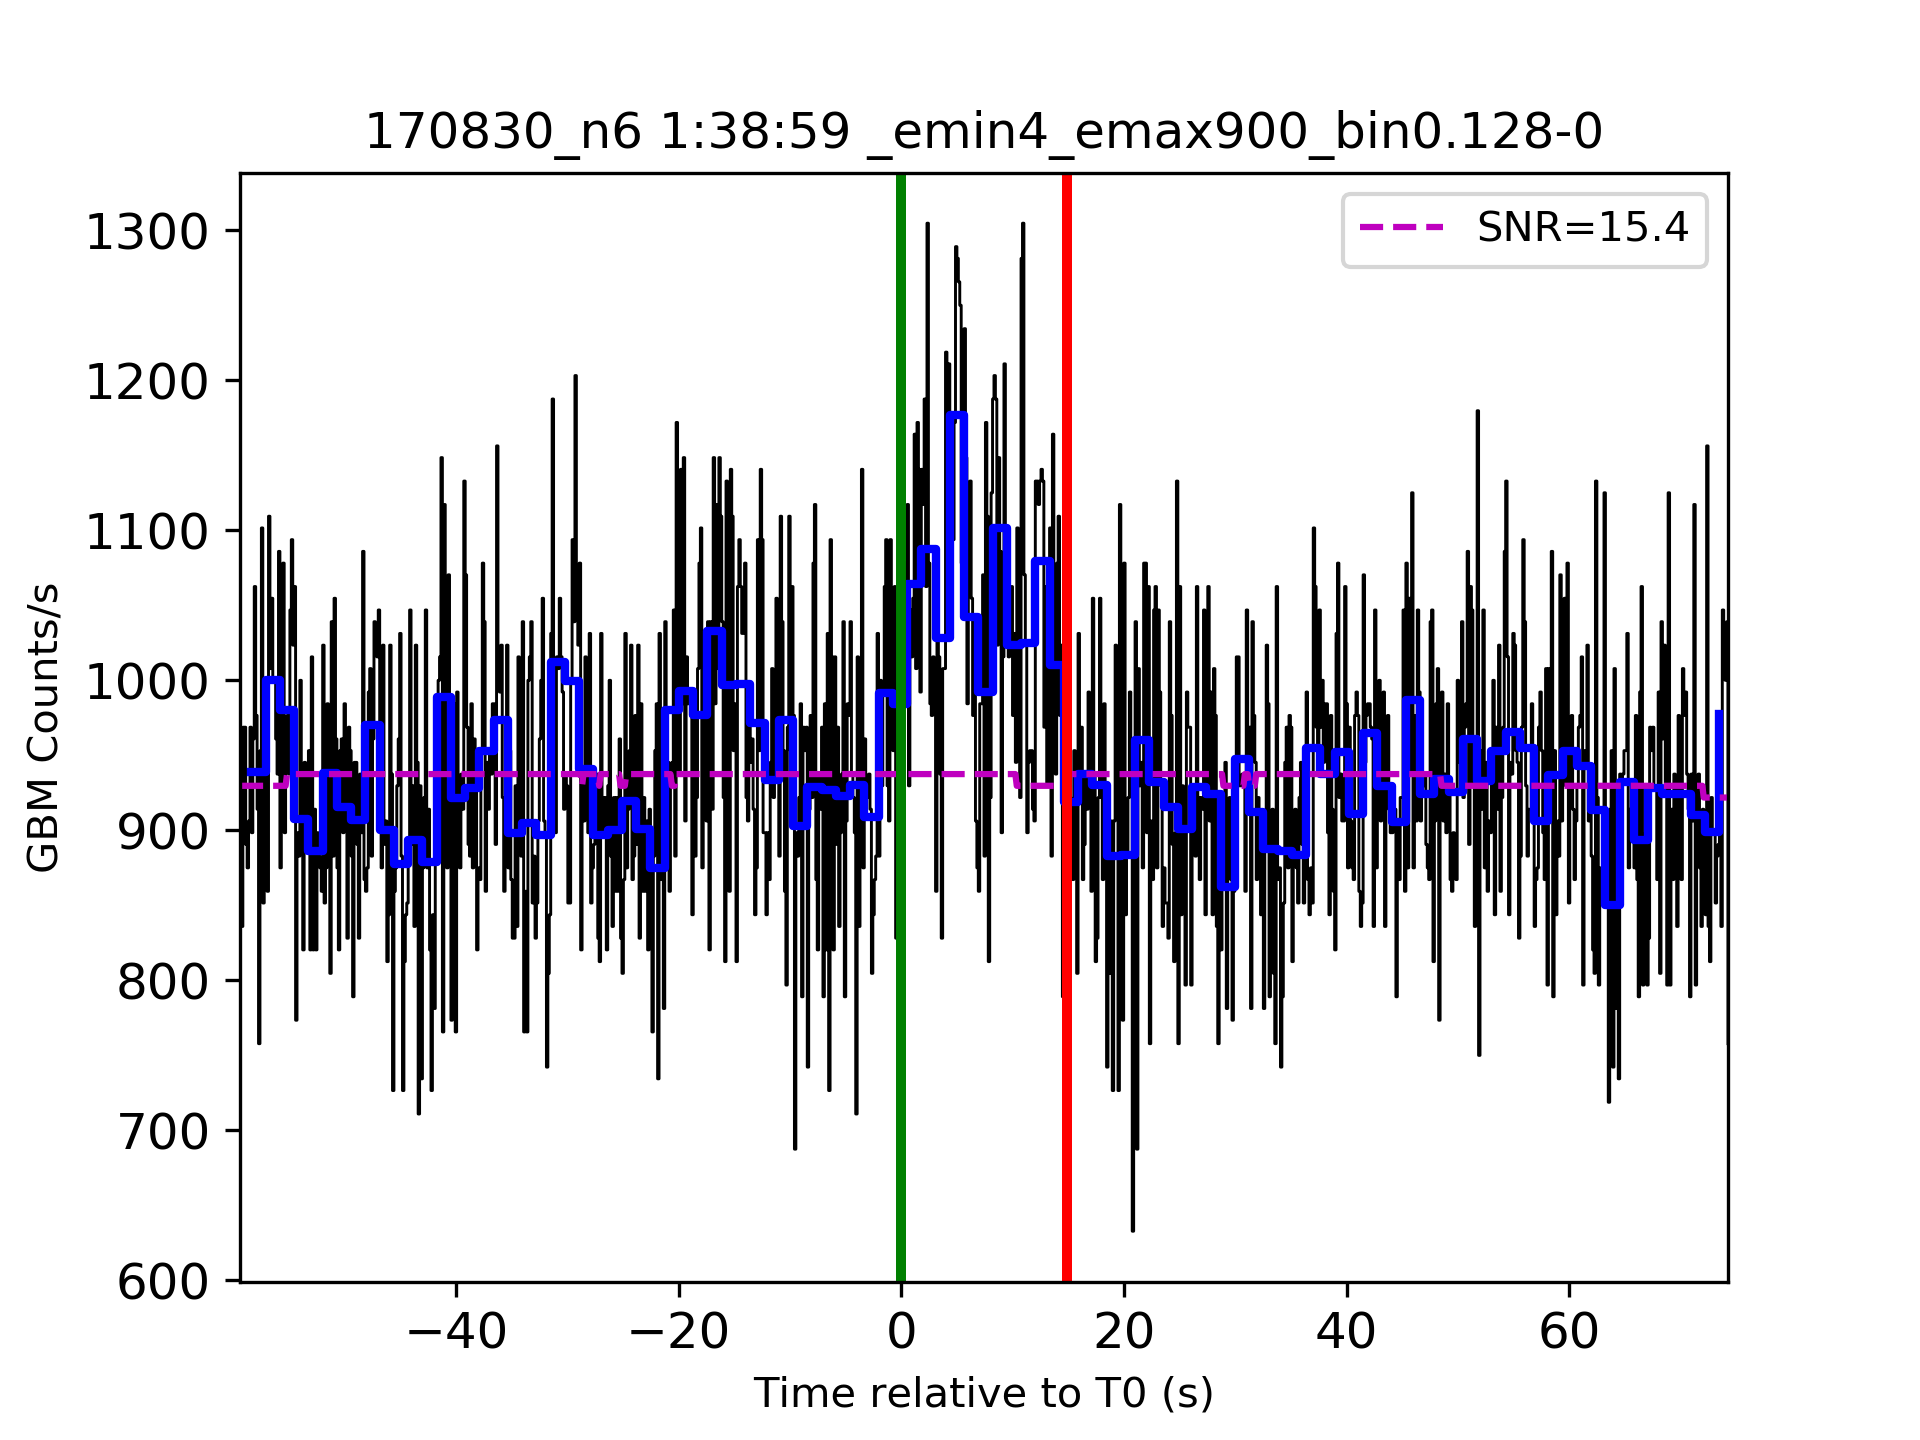 170830_n6 1:38:59 _emin4_emax900_bin0.128-0
SNR=15.4
1300
1200
1100
1000
900
800
700
600
GBM Counts/s
−40 −20 0 20 40 60
Time relative to T0 (s)